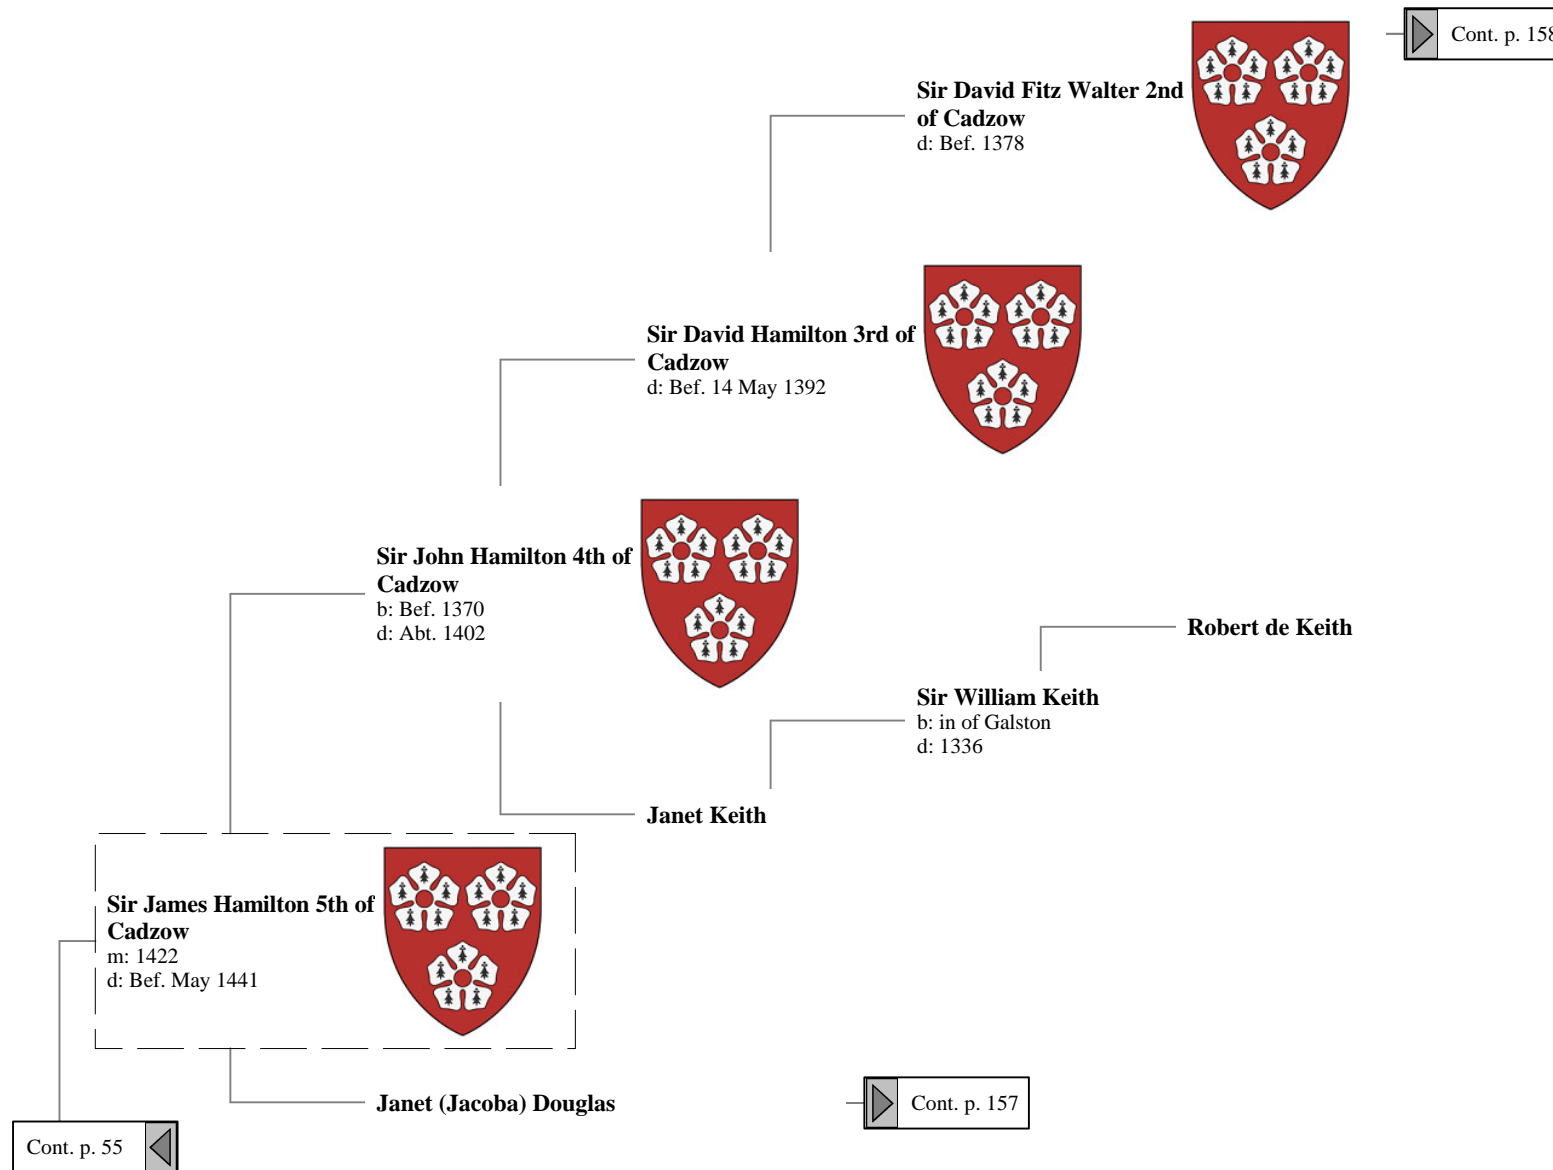 Cont. p. 158
Sir David Fitz Walter 2nd
of Cadzow
d: Bef. 1378
Sir David Hamilton 3rd of
Cadzow
d: Bef. 14 May 1392
Sir John Hamilton 4th of
Cadzow
b: Bef. 1370
d: Abt. 1402
Robert de Keith
Sir William Keith
b: in of Galston
d: 1336
Janet Keith
Sir James Hamilton 5th of
Cadzow
m: 1422
d: Bef. May 1441
Janet (Jacoba) Douglas
Cont. p. 157
Cont. p. 55